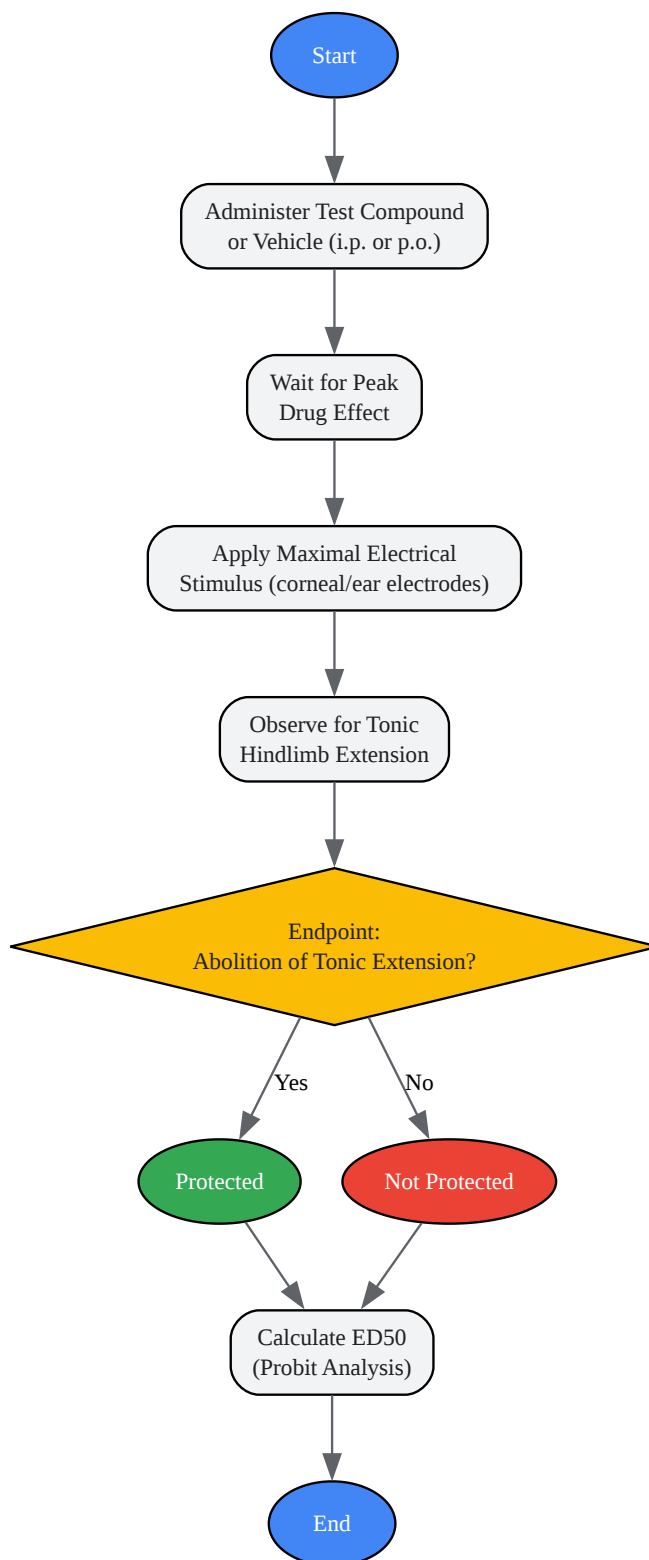 Start
Administer Test Compound
or Vehicle (i.p. or p.o.)
Wait for Peak
Drug Effect
Apply Maximal Electrical
Stimulus (corneal/ear electrodes)
Observe for Tonic
Hindlimb Extension
Endpoint:
Abolition of Tonic Extension?
Yes
No
Protected
Not Protected
Calculate ED50
(Probit Analysis)
End